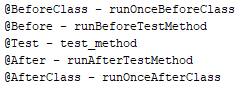 @BeforeClass - runOnceBeforeClass
@Before - runBeforeTestMethod
@Test - test_method
@After - runAfterTestMethod
@AfterClass - runOnceAfterClass